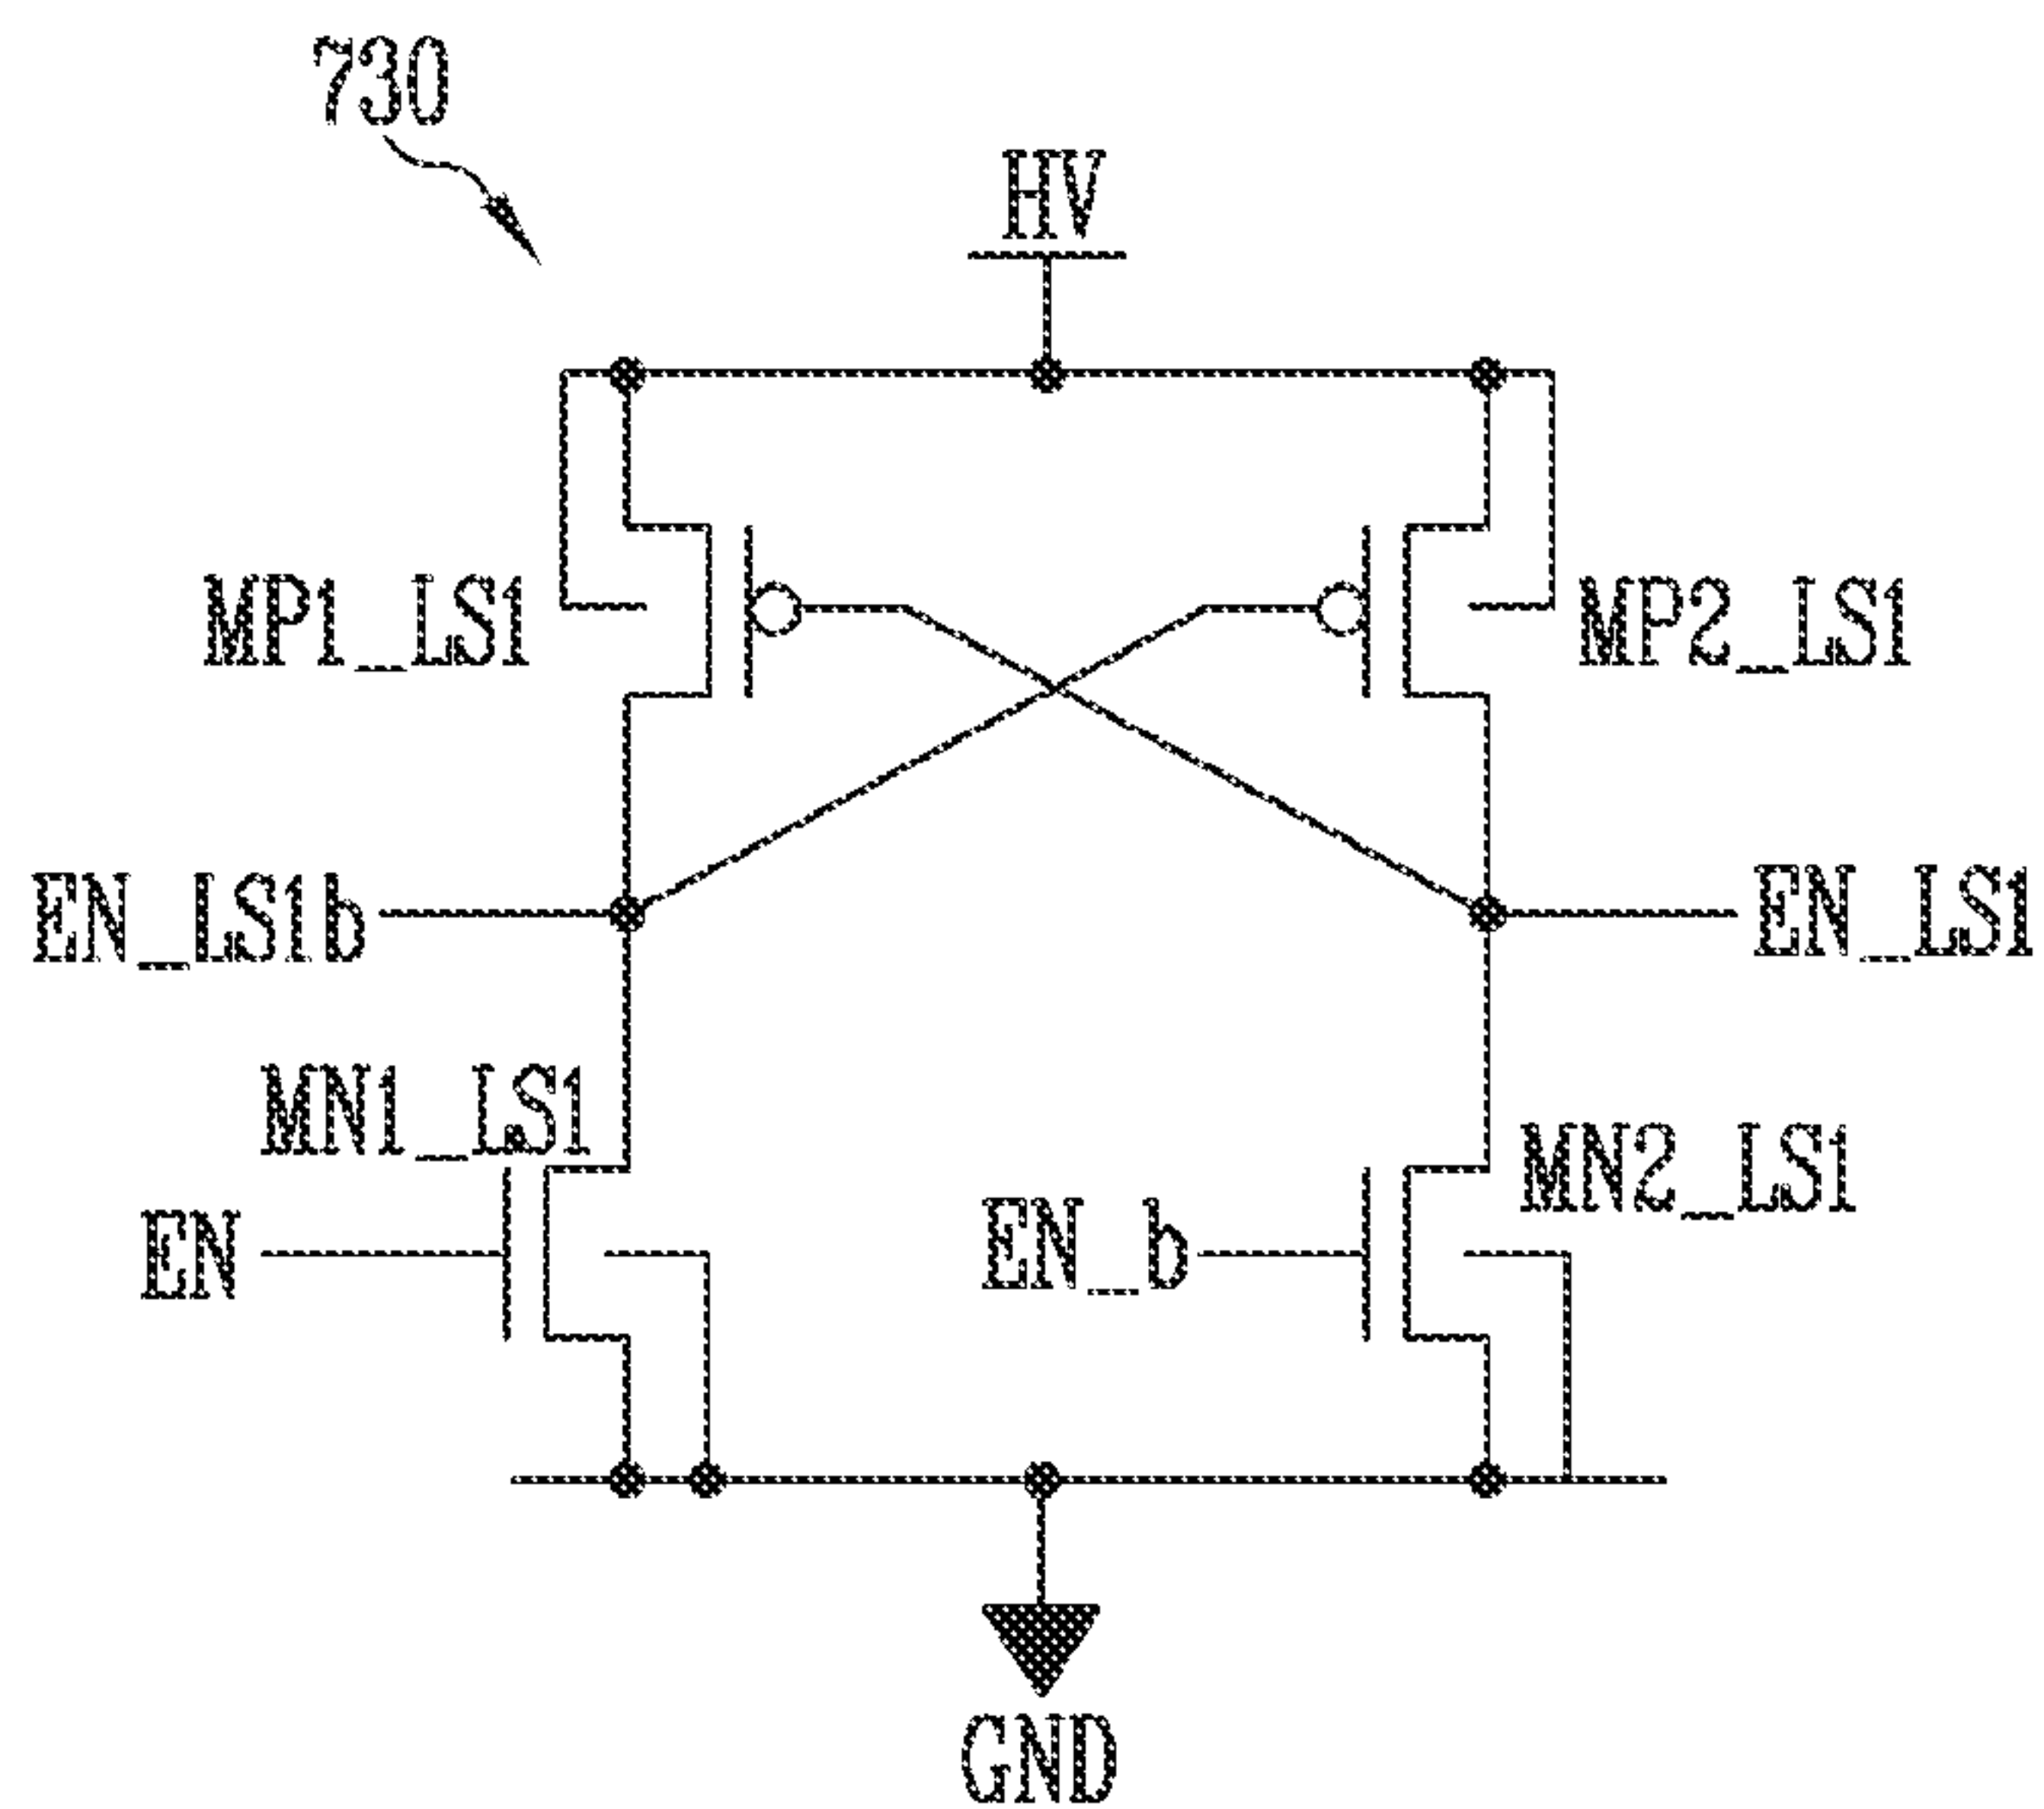 730
HV
MP1_LS1
MP2_LS1
EN_LS1b
EN_LS1
MN1_LS1
MN2_LS1
EN
EN_b
GND